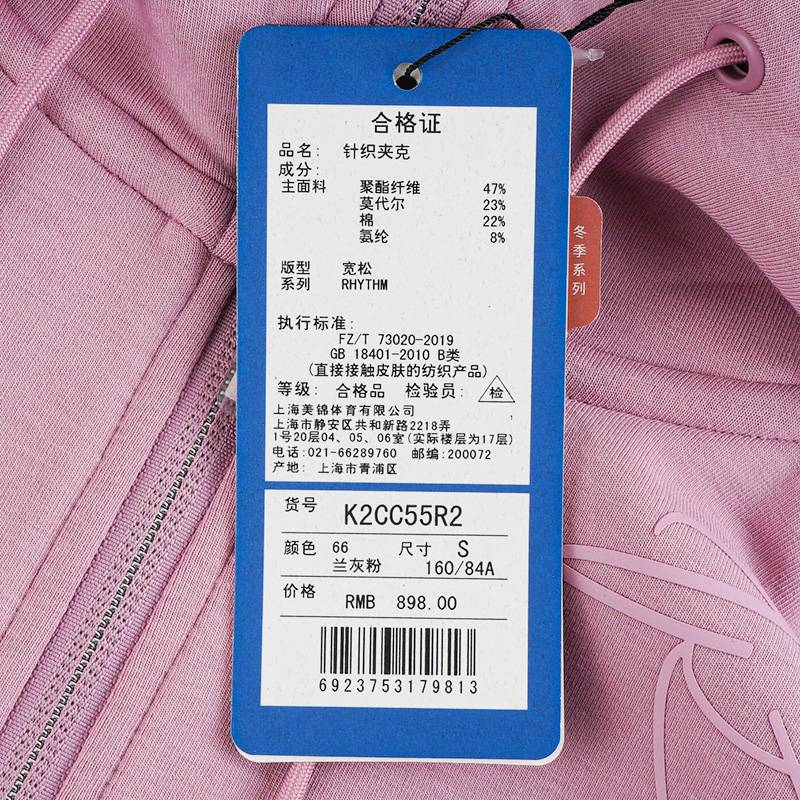 合格证
品名: 针织夹克
成分:
主面料 聚酯纤维 47%
莫代尔 23%
棉 22%
氨纶 8%
版型 宽松
系列 RHYTHM
执行标准:
FZ/T 73020-2019
GB 18401-2010 B类
(直接接触皮肤的纺织产品)
等级: 合格品 检验员: 检
上海美锦体育有限公司
上海市静安区共和新路2218弄
1号20层04、05、06室(实际楼层为17层)
电话:021-66289760 邮编:200072
产地: 上海市青浦区
货号 K2CC55R2
颜色 66 尺寸 S
兰灰粉 160/84A
价格 RMB 898.00
6923753179813
冬季系列